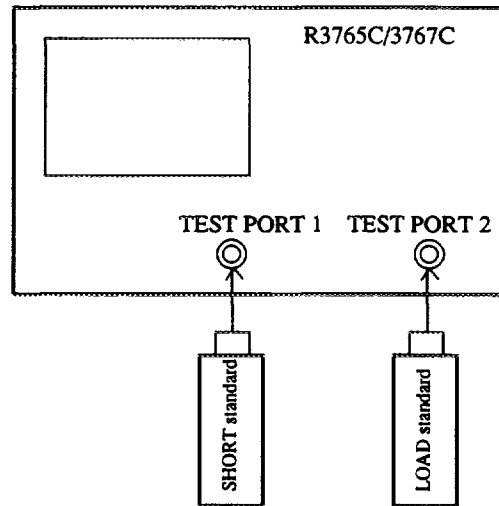 R3765C/3767C
TEST PORT 1
TEST PORT 2
SHORT standard
LOAD standard